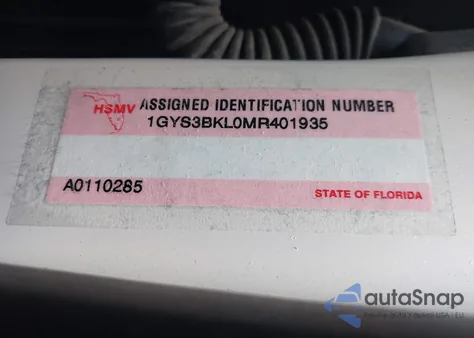 HSMV ASSIGNED IDENTIFICATION NUMBER
1GYS3BKL0MR401935
A0110285 STATE OF FLORIDA
autaSnap